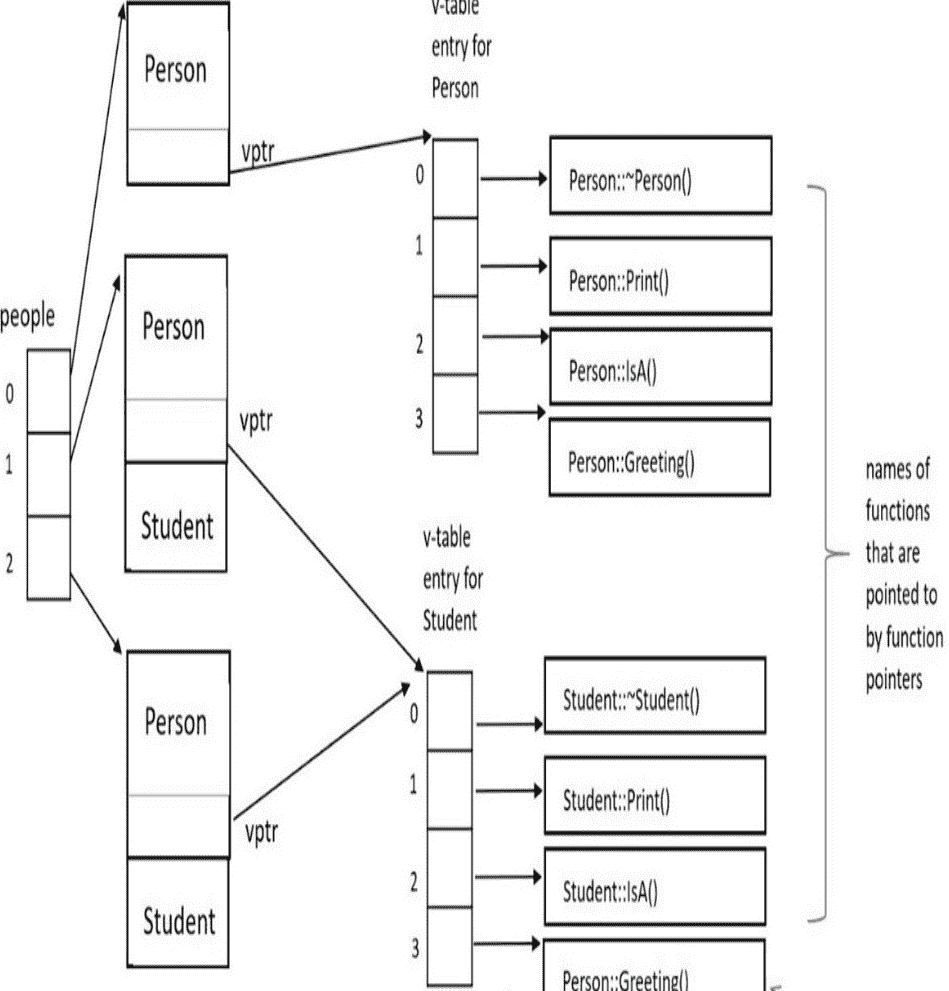 v-table
entry for
Person
Person
vptr
0
Person::~Person()
1
Person::Print()
2
Person::IsA()
3
Person::Greeting()
people
0
1
2
Person
vptr
Student
names of
functions
that are
pointed to
by function
pointers
v-table
entry for
Student
0
Student::~Student()
1
Student::Print()
2
Student::IsA()
3
Person::Greeting()
Person
vptr
Student